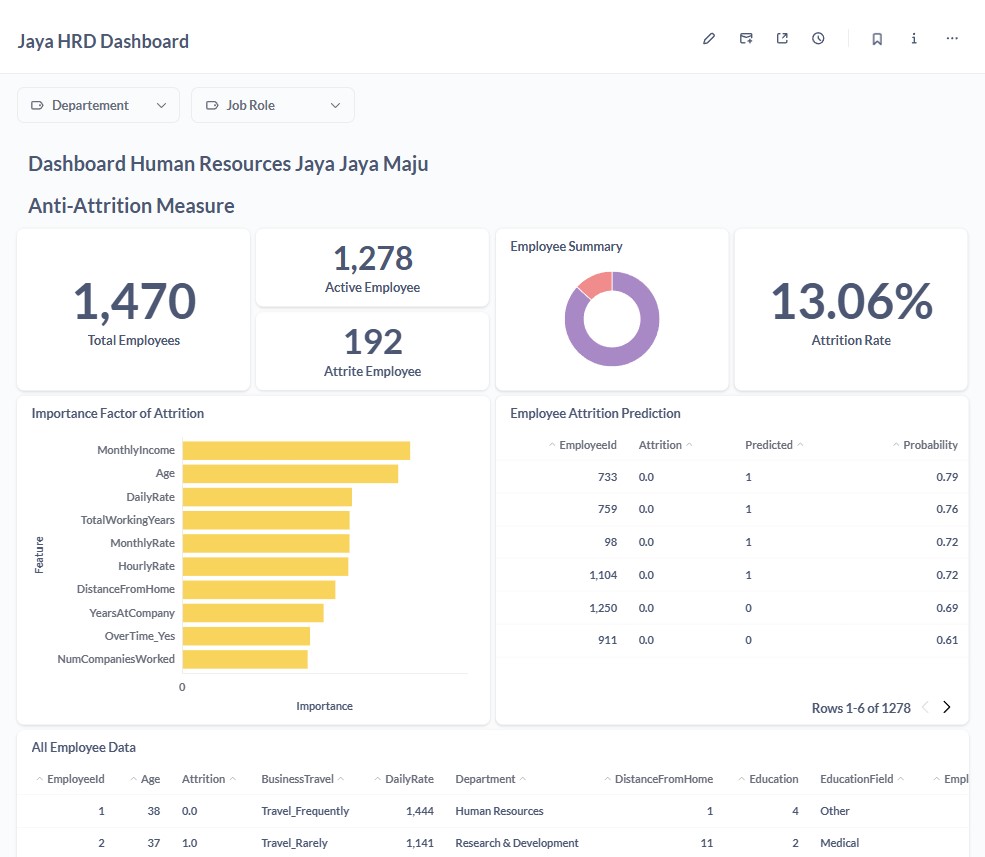 Jaya HRD Dashboard
Departement
Job Role
Dashboard Human Resources Jaya Jaya Maju
Anti-Attrition Measure
1,470
Total Employees
1,278
Active Employee
192
Attrite Employee
Employee Summary
13.06%
Attrition Rate
Importance Factor of Attrition
Feature
MonthlyIncome
Age
DailyRate
TotalWorkingYears
MonthlyRate
HourlyRate
DistanceFromHome
YearsAtCompany
OverTime_Yes
NumCompaniesWorked
0
Importance
Employee Attrition Prediction
EmployeeId Attrition Predicted Probability
733 0.0 1 0.79
759 0.0 1 0.76
98 0.0 1 0.72
1,104 0.0 1 0.72
1,250 0.0 0 0.69
911 0.0 0 0.61
Rows 1-6 of 1278
All Employee Data
EmployeeId Age Attrition BusinessTravel DailyRate Department DistanceFromHome Education EducationField Empl
1 38 0.0 Travel_Frequently 1,444 Human Resources 1 4 Other
2 37 1.0 Travel_Rarely 1,141 Research & Development 11 2 Medical